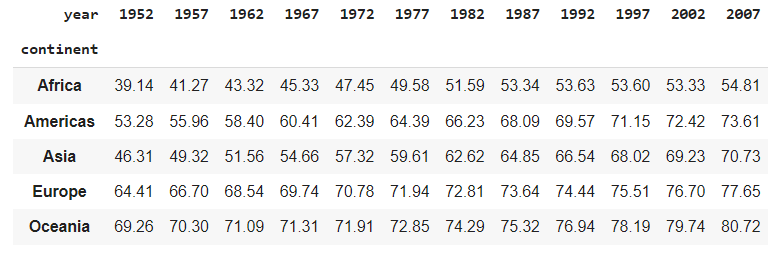 year 1952 1957 1962 1967 1972 1977 1982 1987 1992 1997 2002 2007
continent
Africa 39.14 41.27 43.32 45.33 47.45 49.58 51.59 53.34 53.63 53.60 53.33 54.81
Americas 53.28 55.96 58.40 60.41 62.39 64.39 66.23 68.09 69.57 71.15 72.42 73.61
Asia 46.31 49.32 51.56 54.66 57.32 59.61 62.62 64.85 66.54 68.02 69.23 70.73
Europe 64.41 66.70 68.54 69.74 70.78 71.94 72.81 73.64 74.44 75.51 76.70 77.65
Oceania 69.26 70.30 71.09 71.31 71.91 72.85 74.29 75.32 76.94 78.19 79.74 80.72